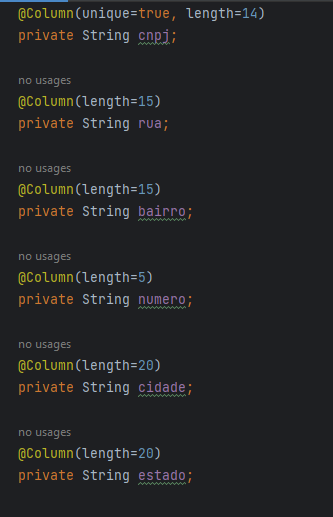 @Column(unique=true, length=14)
private String cnpj;
no usages
@Column(length=15)
private String rua;
no usages
@Column(length=15)
private String bairro;
no usages
@Column(length=5)
private String numero;
no usages
@Column(length=20)
private String cidade;
no usages
@Column(length=20)
private String estado;